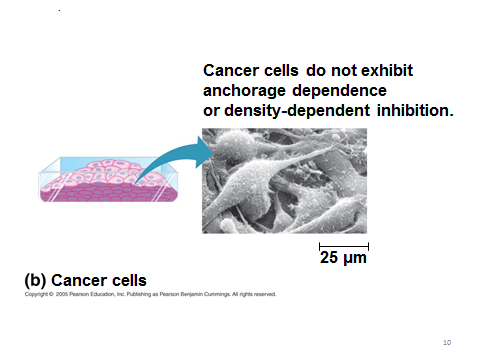 Cancer cells do not exhibit
anchorage dependence
or density-dependent inhibition.
25 µm
(b) Cancer cells
Copyright © 2005 Pearson Education, Inc. Publishing as Pearson Benjamin Cummings. All rights reserved.
10